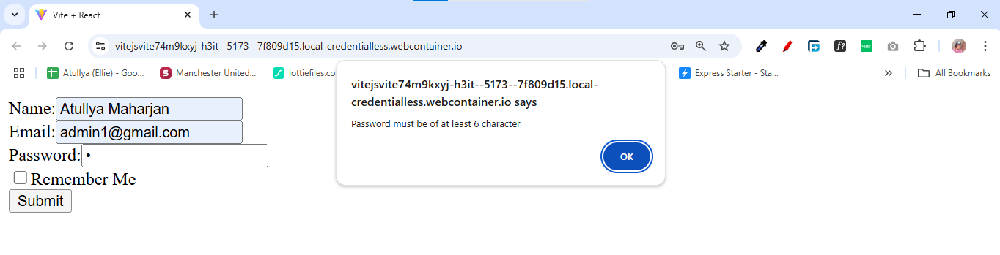 Vite + React
vitejsvite74m9kxyj-h3it--5173--7f809d15.local-credentialless.webcontainer.io
Atullya (Ellie) - Goo...
Manchester United...
lottiefiles.co
Express Starter - Sta...
All Bookmarks
vitejsvite74m9kxyj-h3it--5173--7f809d15.local-
credentialless.webcontainer.io says
Password must be of at least 6 character
OK
Name: Atullya Maharjan
Email: admin1@gmail.com
Password: •
Remember Me
Submit